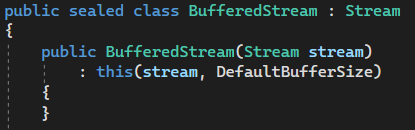 public sealed class BufferedStream : Stream
{
    public BufferedStream(Stream stream)
        : this(stream, DefaultBufferSize)
    {
    }